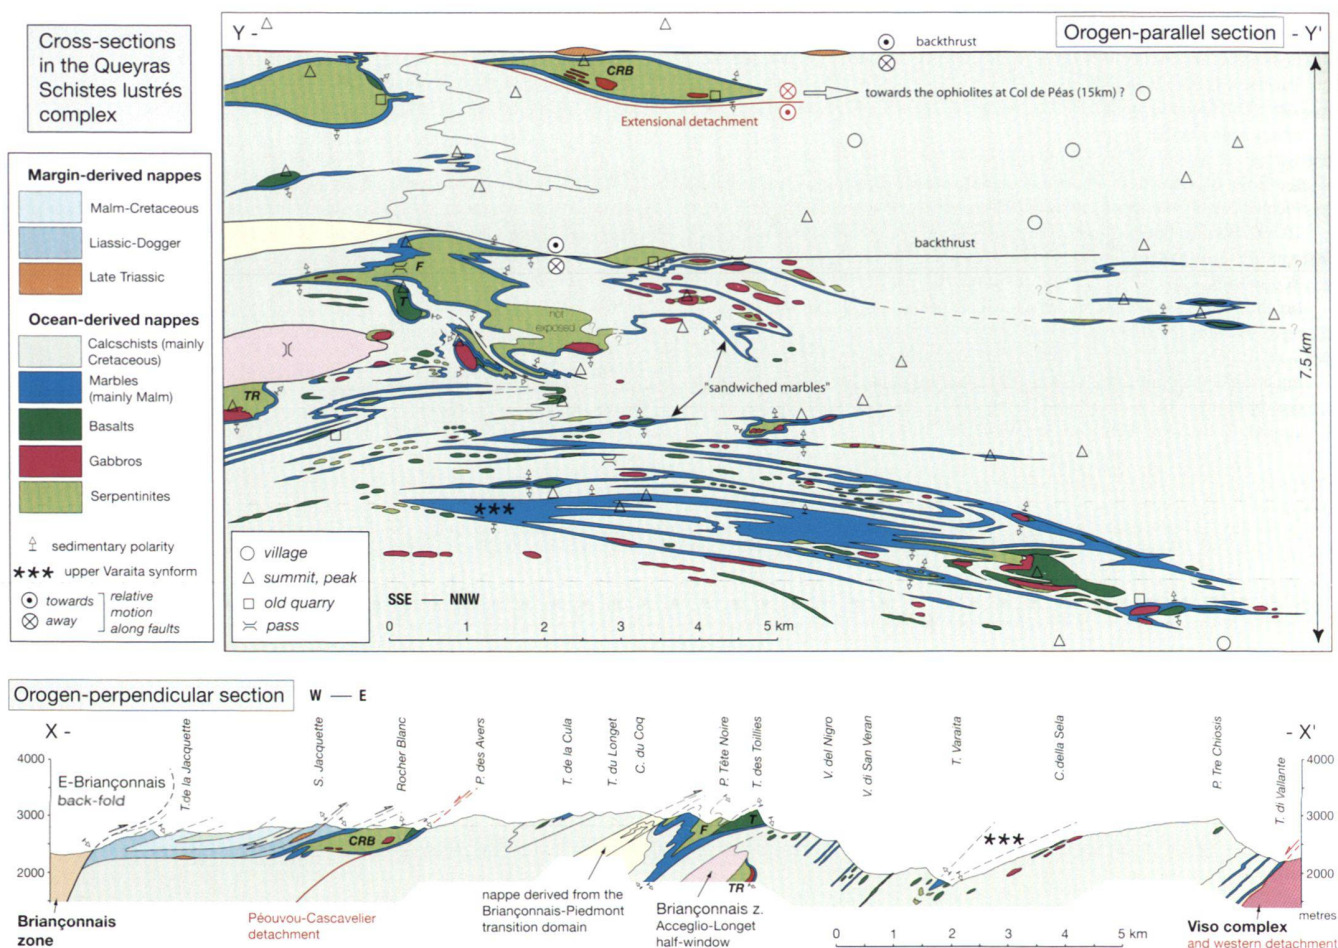 Cross-sections
in the Queyras
Schistes lustrés
complex
Margin-derived nappes
Malm-Cretaceous
Liassic-Dogger
Late Triassic
Ocean-derived nappes
Calcschists (mainly
Cretaceous)
Marbles
(mainly Malm)
Basalts
Gabbros
Serpentinites
sedimentary polarity
*** upper Varaita synform
towards
away
relative
motion
along faults
Y -
Orogen-parallel section
- Y'
backthrust
CRB
towards the ophiolites at Col de Péas (15km) ?
Extensional detachment
backthrust
F
T
not
exposed
?
?
?
?
?
TR
"sandwiched marbles"
7.5 km
***
village
summit, peak
old quarry
pass
SSE — NNW
0 1 2 3 4 5 km
Orogen-perpendicular section W — E
X -
- X'
4000
3000
2000
E-Briançonnais
back-fold
T.de la Jacquette
S. Jacquette
Rocher Blanc
P. des Avers
T. de la Cula
T. du Longet
C. du Coq
P. Tête Noire
T. des Toillies
V. del Nigro
V. di San Veran
T. Varaita
C.della Sela
P. Tre Chiosis
T. di Vallante
4000
3000
2000
metres
CRB
F
T
TR
***
Briançonnais
zone
Péouvou-Cascavelier
detachment
nappe derived from the
Briançonnais-Piedmont
transition domain
Briançonnais z.
Acceglio-Longet
half-window
0 1 2 3 4 5 km
Viso complex
and western detachment